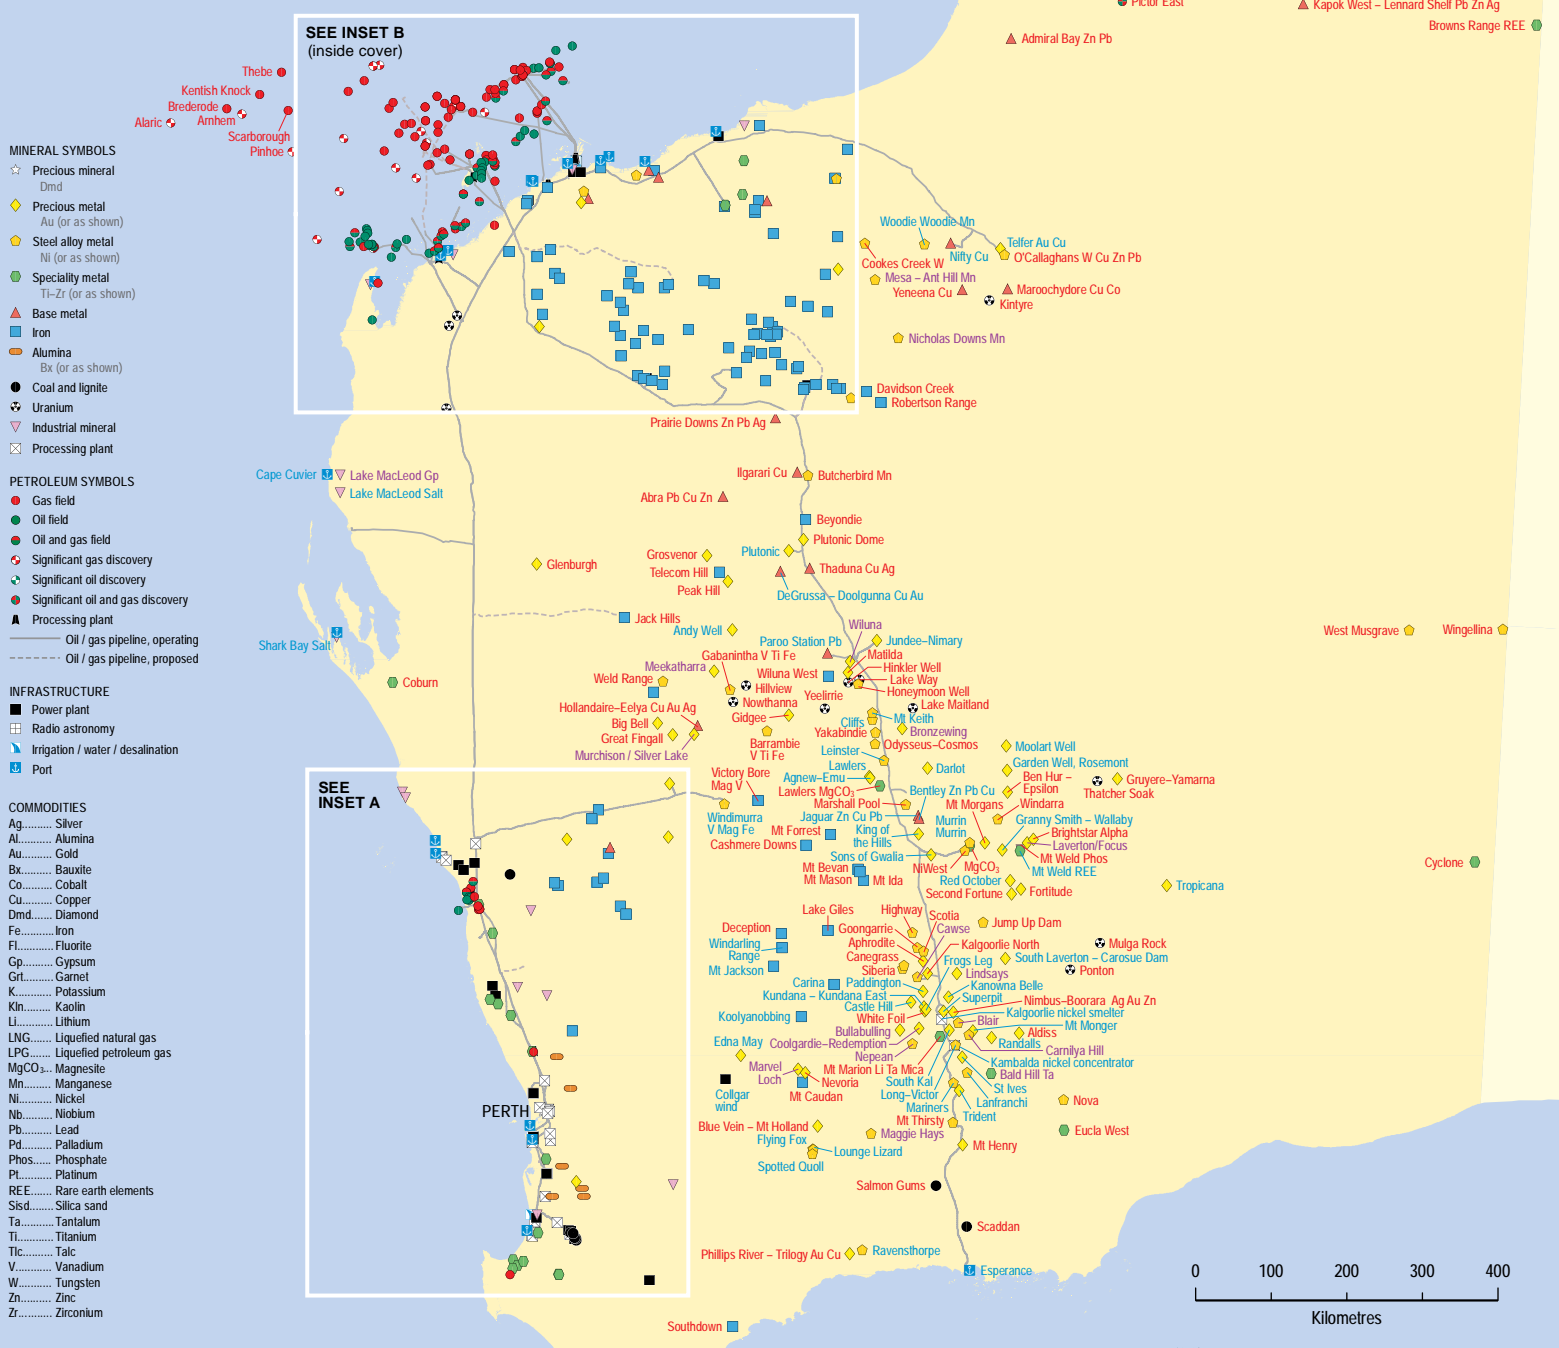 SEE INSET B
(inside cover)
Pictor East
Kapok West – Lennard Shelf Pb Zn Ag
Browns Range REE
Admiral Bay Zn Pb
Thebe
Kentish Knock
Brederode
Arnhem
Alaric
Scarborough
Pinhoe
MINERAL SYMBOLS
Precious mineral
Dmd
Precious metal
Au (or as shown)
Steel alloy metal
Ni (or as shown)
Speciality metal
Ti–Zr (or as shown)
Base metal
Iron
Alumina
Bx (or as shown)
Coal and lignite
Uranium
Industrial mineral
Processing plant
PETROLEUM SYMBOLS
Gas field
Oil field
Oil and gas field
Significant gas discovery
Significant oil discovery
Significant oil and gas discovery
Processing plant
Oil / gas pipeline, operating
Oil / gas pipeline, proposed
INFRASTRUCTURE
Power plant
Radio astronomy
Irrigation / water / desalination
Port
COMMODITIES
Ag.......... Silver
Al........... Alumina
Au.......... Gold
Bx.......... Bauxite
Co.......... Cobalt
Cu.......... Copper
Dmd....... Diamond
Fe........... Iron
Fl............ Fluorite
Gp.......... Gypsum
Grt.......... Garnet
K............ Potassium
Kln.......... Kaolin
Li............ Lithium
LNG....... Liquefied natural gas
LPG....... Liquefied petroleum gas
MgCO3... Magnesite
Mn......... Manganese
Ni........... Nickel
Nb.......... Niobium
Pb.......... Lead
Pd.......... Palladium
Phos...... Phosphate
Pt........... Platinum
REE....... Rare earth elements
Sisd........ Silica sand
Ta........... Tantalum
Ti............ Titanium
Tlc.......... Talc
V............ Vanadium
W........... Tungsten
Zn.......... Zinc
Zr........... Zirconium
Woodie Woodie Mn
Telfer Au Cu
Nifty Cu
O'Callaghans W Cu Zn Pb
Cookes Creek W
Mesa – Ant Hill Mn
Yeneena Cu
Maroochydore Cu Co
Kintyre
Nicholas Downs Mn
Davidson Creek
Robertson Range
Prairie Downs Zn Pb Ag
Cape Cuvier
Lake MacLeod Gp
Lake MacLeod Salt
Ilgarari Cu
Butcherbird Mn
Abra Pb Cu Zn
Beyondie
Plutonic Dome
Plutonic
Grosvenor
Glenburgh
Telecom Hill
Thaduna Cu Ag
Peak Hill
DeGrussa – Doolgunna Cu Au
Jack Hills
Andy Well
Shark Bay Salt
Wiluna
Paroo Station Pb
Jundee–Nimary
West Musgrave
Wingellina
Gabanintha V Ti Fe
Matilda
Meekatharra
Hinkler Well
Wiluna West
Lake Way
Coburn
Weld Range
Hillview
Yeelirrie
Honeymoon Well
Nowthanna
Lake Maitland
Hollandaire–Eelya Cu Au Ag
Gidgee
Cliffs
Mt Keith
Big Bell
Yakabindie
Bronzewing
Great Fingall
Barrambie
V Ti Fe
Odysseus–Cosmos
Murchison / Silver Lake
Leinster
Moolart Well
Lawlers
Darlot
Garden Well, Rosemont
Victory Bore
Mag V
Agnew–Emu
Ben Hur –
Epsilon
Gruyere–Yamarna
Thatcher Soak
Lawlers MgCO3
Bentley Zn Pb Cu
Marshall Pool
Mt Morgans
Windarra
Windimurra
V Mag Fe
Jaguar Zn Cu Pb
Murrin
Murrin
Granny Smith – Wallaby
Mt Forrest
King of
the Hills
Brightstar Alpha
Cashmere Downs
Laverton/Focus
Sons of Gwalia
Mt Weld Phos
Mt Bevan
NiWest
MgCO3
Mt Weld REE
Cyclone
Mt Mason
Mt Ida
Red October
Tropicana
Second Fortune
Fortitude
SEE
INSET A
Lake Giles
Highway
Scotia
Deception
Goongarrie
Cawse
Jump Up Dam
Windarling
Range
Aphrodite
Kalgoorlie North
Mulga Rock
Canegrass
Frogs Leg
South Laverton – Carosue Dam
Mt Jackson
Siberia
Lindsays
Ponton
Carina
Paddington
Kanowna Belle
Kundana – Kundana East
Superpit
Nimbus–Boorara Ag Au Zn
Castle Hill
Kalgoorlie nickel smelter
Koolyanobbing
White Foil
Blair
Mt Monger
Bullabulling
Aldiss
Edna May
Coolgardie–Redemption
Randalls
Nepean
Carnilya Hill
Marvel
Loch
Mt Marion Li Ta Mica
Kambalda nickel concentrator
Nevoria
South Kal
Bald Hill Ta
Collgar
wind
Mt Caudan
Long–Victor
St Ives
Mariners
Lanfranchi
Nova
Trident
PERTH
Mt Thirsty
Blue Vein – Mt Holland
Maggie Hays
Eucla West
Flying Fox
Mt Henry
Lounge Lizard
Spotted Quoll
Salmon Gums
Scaddan
Phillips River – Trilogy Au Cu
Ravensthorpe
Esperance
Southdown
0 100 200 300 400
Kilometres